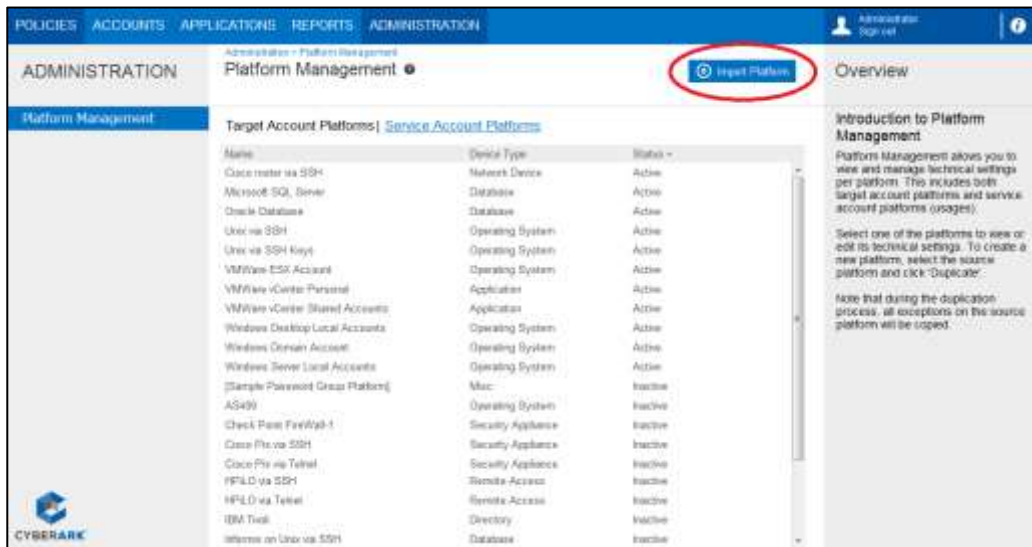 POLICIES ACCOUNTS APPLICATIONS REPORTS ADMINISTRATION
Administrator
Sign out
ADMINISTRATION
Administration > Platform Management
Platform Management
Import Platform
Overview
Platform Management
Target Account Platforms | Service Account Platforms
Name Device Type Status
Cisco router via SSH Network Device Active
Microsoft SQL Server Database Active
Oracle Database Database Active
Unix via SSH Operating System Active
Unix via SSH Keys Operating System Active
VMWare ESX Account Operating System Active
VMWare vCenter Personal Application Active
VMWare vCenter Shared Accounts Application Active
Windows Desktop Local Accounts Operating System Active
Windows Domain Account Operating System Active
Windows Server Local Accounts Operating System Active
[Sample Password Group Platform] Misc Inactive
AS400 Operating System Inactive
Check Point FireWall-1 Security Appliance Inactive
Cisco Pix via SSH Security Appliance Inactive
Cisco Pix via Telnet Security Appliance Inactive
HPiLO via SSH Remote Access Inactive
HPiLO via Telnet Remote Access Inactive
IBM Tivoli Directory Inactive
Informix on Unix via SSH Database Inactive
Introduction to Platform
Management
Platform Management allows you to
view and manage technical settings
per platform. This includes both
target account platforms and service
account platforms (usages).
Select one of the platforms to view or
edit its technical settings. To create a
new platform, select the source
platform and click 'Duplicate'.
Note that during the duplication
process, all exceptions on the source
platform will be copied.
CYBERARK